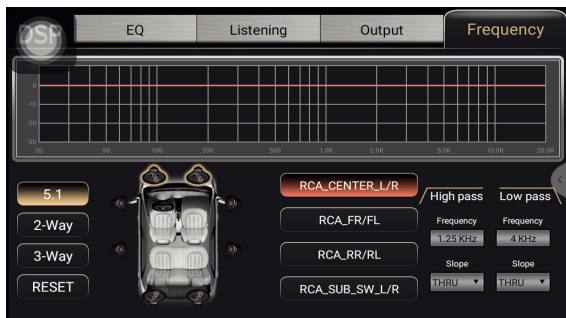 DSP EQ Listening Output Frequency
0
-10
-20
30
20 50 100 200 500 1.0K 2.0K 5.0K 10.0K 20.0K
5.1
2-Way
3-Way
RESET
RCA_CENTER_L/R
RCA_FR/FL
RCA_RR/RL
RCA_SUB_SW_L/R
High pass Low pass
Frequency Frequency
1.25 KHz 4 KHz
Slope Slope
THRU THRU